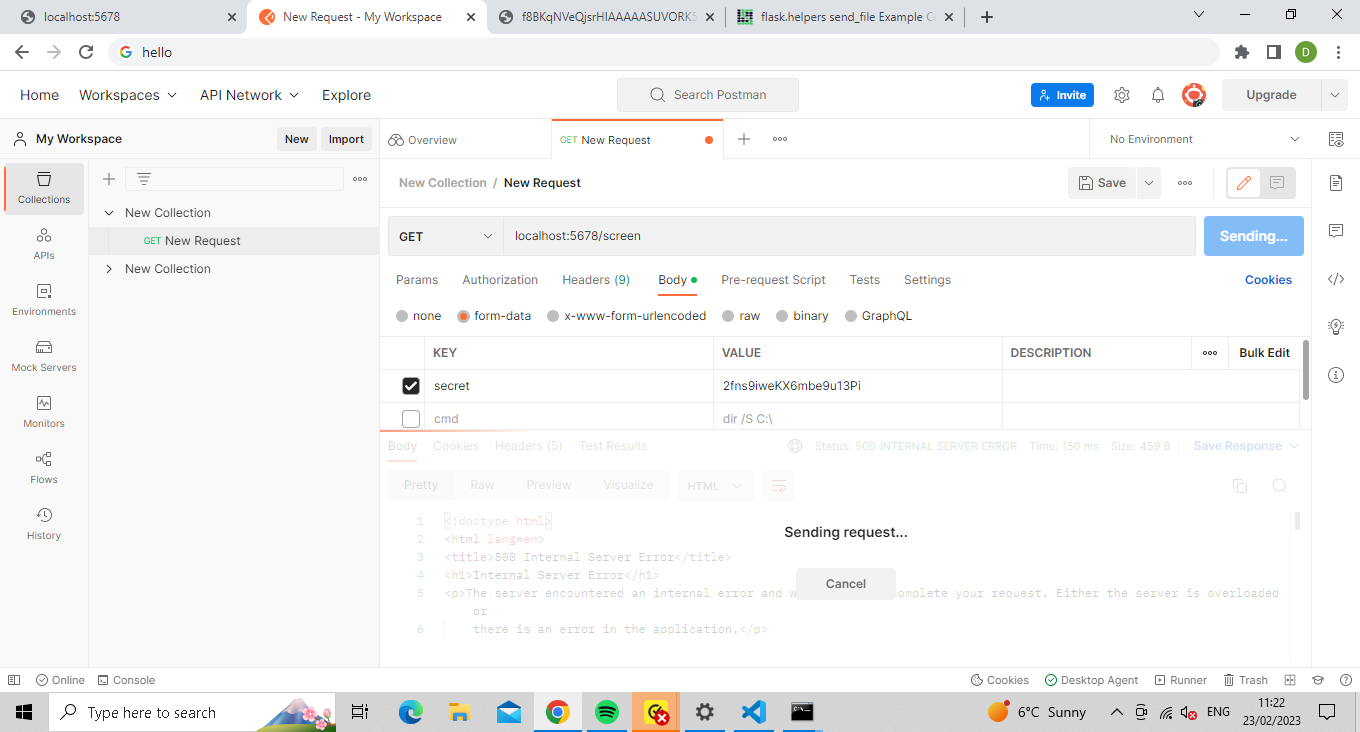 localhost:5678
New Request - My Workspace
f8BKqNVeQjsrHIAAAAASUVORK5
flask.helpers send_file Example C
hello
D
Home
Workspaces
API Network
Explore
Search Postman
Invite
Upgrade
My Workspace
New
Import
Overview
GET New Request
No Environment
Collections
New Collection
GET New Request
New Collection
APIs
Environments
Mock Servers
Monitors
Flows
History
New Collection / New Request
Save
GET
localhost:5678/screen
Sending...
Params
Authorization
Headers (9)
Body
Pre-request Script
Tests
Settings
Cookies
none
form-data
x-www-form-urlencoded
raw
binary
GraphQL
KEY
VALUE
DESCRIPTION
Bulk Edit
secret
2fns9iweKX6mbe9u13Pi
cmd
dir /S C:\
Body
Cookies
Headers (5)
Test Results
Status: 500 INTERNAL SERVER ERROR
Time: 150 ms
Size: 459 B
Save Response
Pretty
Raw
Preview
Visualize
HTML
1 <!doctype html>
2 <html lang=en>
3 <title>500 Internal Server Error</title>
4 <h1>Internal Server Error</h1>
5 <p>The server encountered an internal error and w complete your request. Either the server is overloaded
or
6 there is an error in the application.</p>
Sending request...
Cancel
Online
Console
Cookies
Desktop Agent
Runner
Trash
Type here to search
6°C Sunny
ENG
11:22
23/02/2023